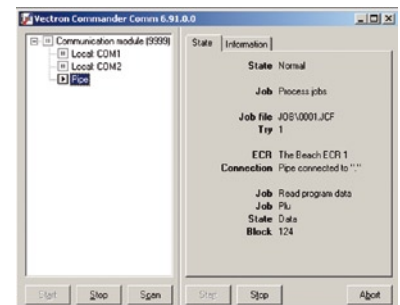 Vectron Commander Comm 6.91.0.0
Communication module (9999)
Local: COM1
Local: COM2
Pipe
Start
Stop
Scan
State
Information
State Normal
Job Process jobs
Job file JOB\0001.JCF
Try 1
ECR The Beach ECR 1
Connection Pipe connected to "."
Job Read program data
Job Plu
State Data
Block 124
Start
Stop
Abort